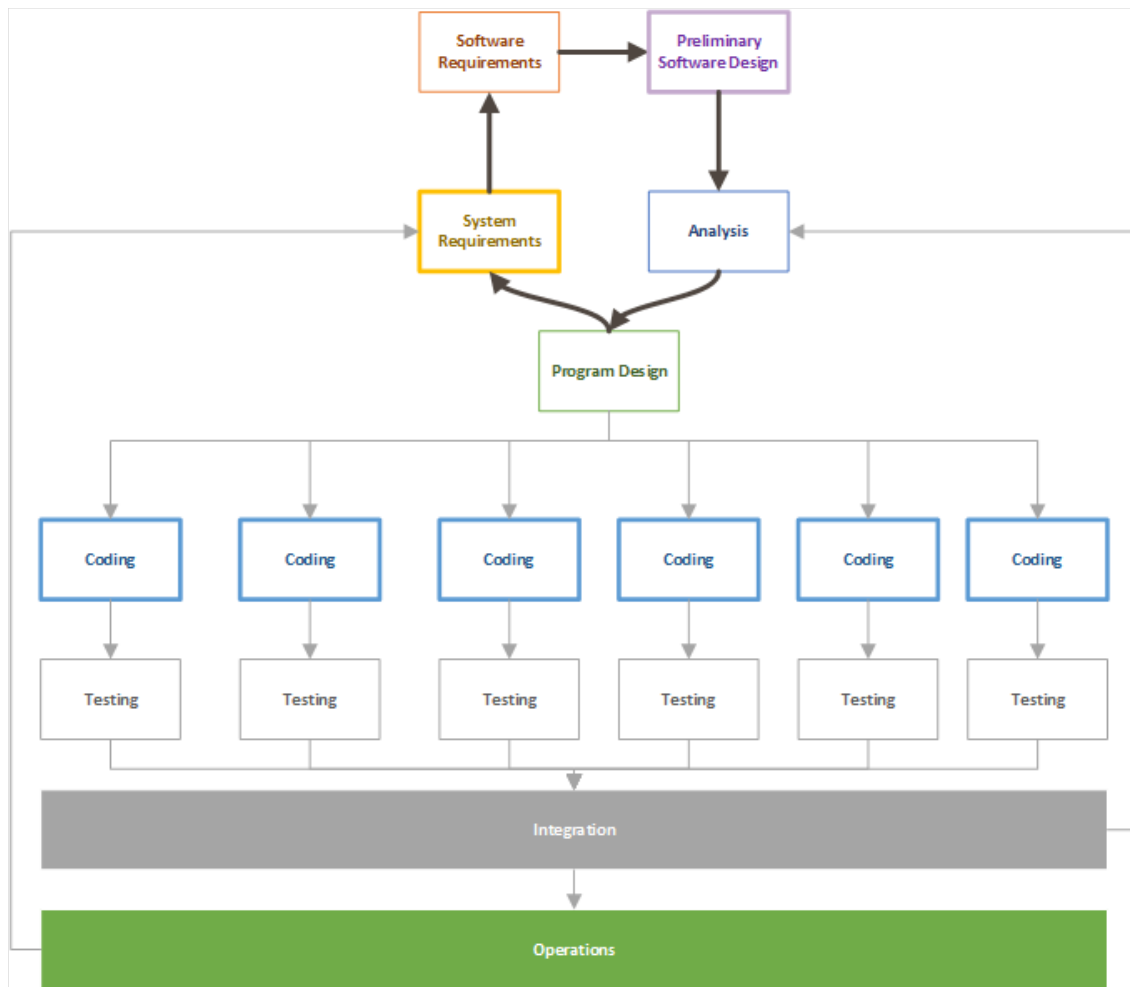 Software
Requirements
Preliminary
Software Design
System
Requirements
Analysis
Program Design
Coding
Coding
Coding
Coding
Coding
Coding
Testing
Testing
Testing
Testing
Testing
Testing
Integration
Operations